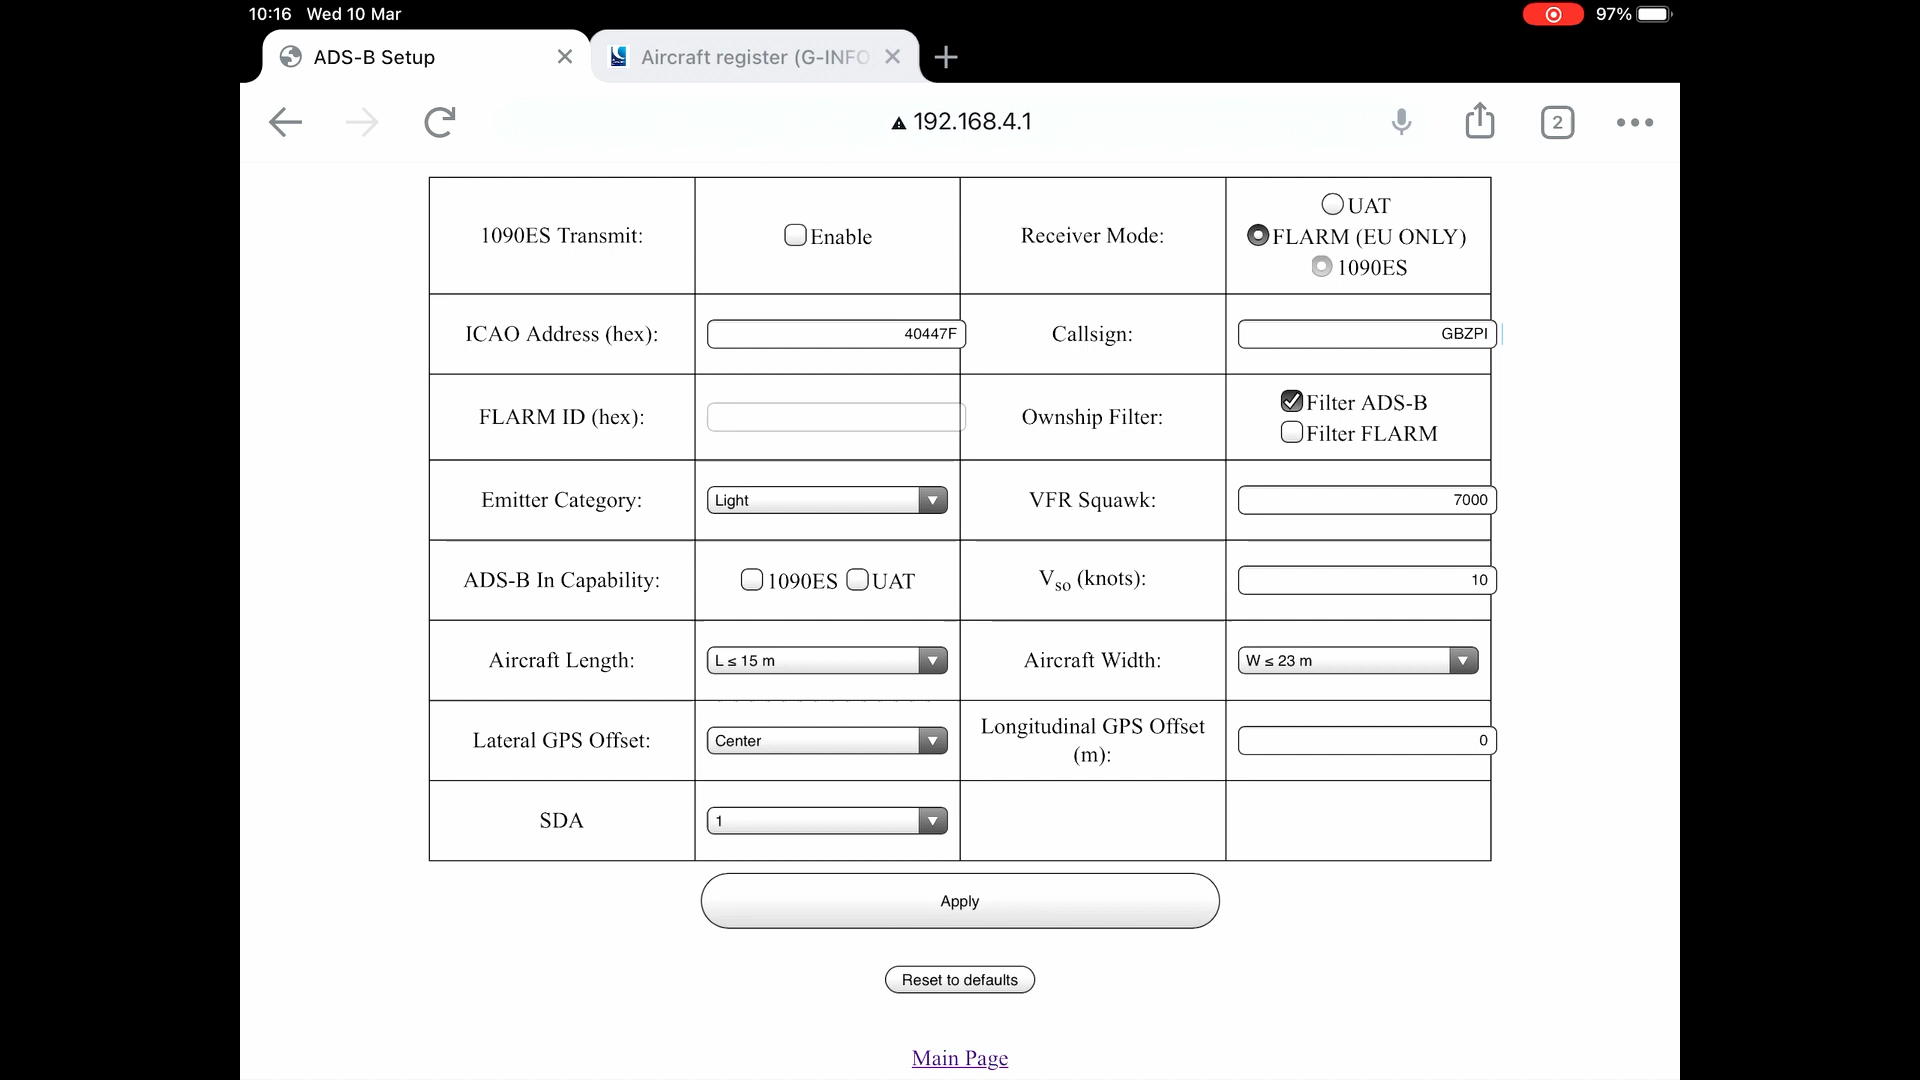 10:16 Wed 10 Mar
97%
ADS-B Setup
Aircraft register (G-INFO
192.168.4.1
2
1090ES Transmit:
Enable
Receiver Mode:
UAT
FLARM (EU ONLY)
1090ES
ICAO Address (hex):
40447F
Callsign:
GBZPI
FLARM ID (hex):
Ownship Filter:
Filter ADS-B
Filter FLARM
Emitter Category:
Light
VFR Squawk:
7000
ADS-B In Capability:
1090ES UAT
Vso (knots):
10
Aircraft Length:
L ≤ 15 m
Aircraft Width:
W ≤ 23 m
Lateral GPS Offset:
Center
Longitudinal GPS Offset
(m):
0
SDA
1
Apply
Reset to defaults
Main Page